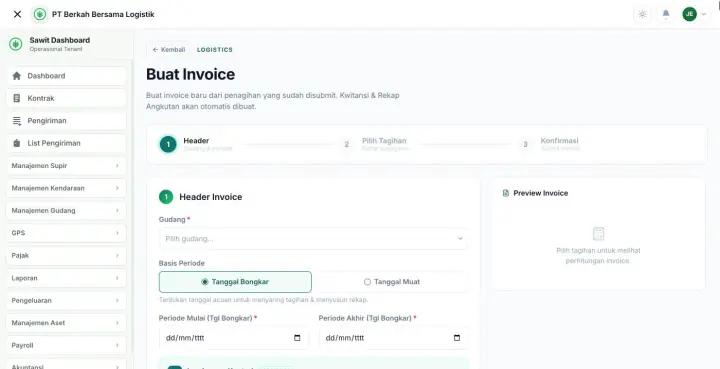 PT Berkah Bersama Logistik
JE
Sawit Dashboard
Operasional Tenant
Dashboard
Kontrak
Pengiriman
List Pengiriman
Manajemen Supir
Manajemen Kendaraan
Manajemen Gudang
GPS
Pajak
Laporan
Pengeluaran
Manajemen Aset
Payroll
Akuntansi
← Kembali
LOGISTICS
Buat Invoice
Buat invoice baru dari penagihan yang sudah disubmit. Kwitansi & Rekap
Angkutan akan otomatis dibuat.
1
Header
2
Pilih Tagihan
3
Konfirmasi
1 Header Invoice
Gudang *
Pilih gudang...
Basis Periode
Tanggal Bongkar
Tanggal Muat
Tentukan tanggal acuan untuk menyaring tagihan & menyusun rekap.
Periode Mulai (Tgl Bongkar) *
Periode Akhir (Tgl Bongkar) *
dd/mm/tttt
dd/mm/tttt
Preview Invoice
Pilih tagihan untuk melihat
perhitungan invoice.